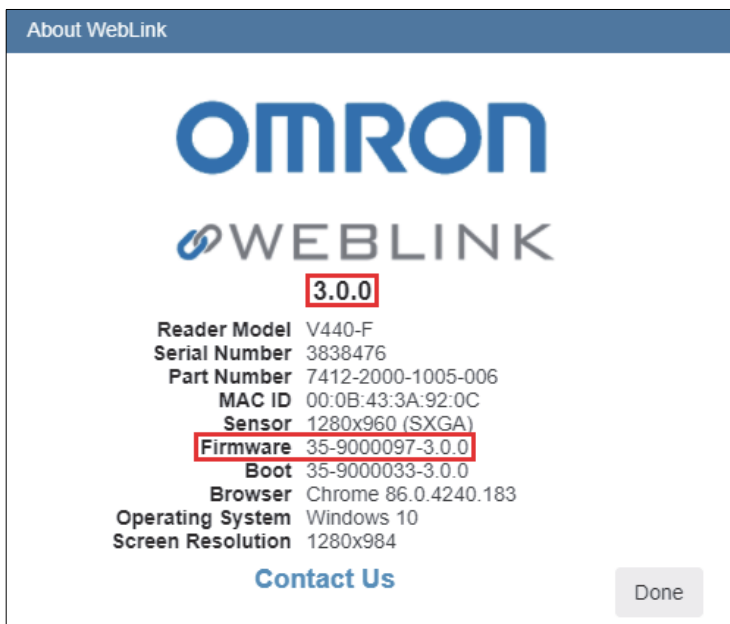 About WebLink
OMRON
WEBLINK
3.0.0
Reader Model V440-F
Serial Number 3838476
Part Number 7412-2000-1005-006
MAC ID 00:0B:43:3A:92:0C
Sensor 1280x960 (SXGA)
Firmware 35-9000097-3.0.0
Boot 35-9000033-3.0.0
Browser Chrome 86.0.4240.183
Operating System Windows 10
Screen Resolution 1280x984
Contact Us
Done